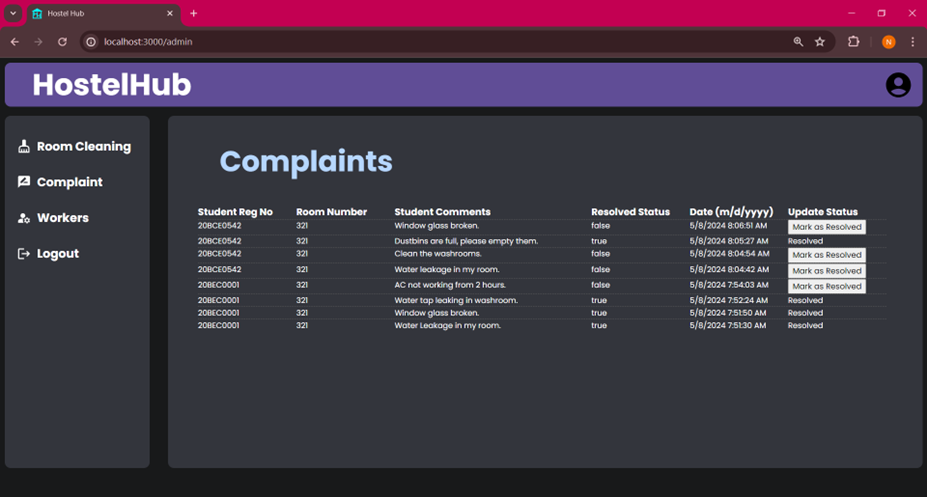 Hostel Hub
localhost:3000/admin
N
HostelHub
Room Cleaning
Complaint
Workers
Logout
Complaints
Student Reg No Room Number Student Comments Resolved Status Date (m/d/yyyy) Update Status
20BCE0542 321 Window glass broken. false 5/8/2024 8:06:51 AM Mark as Resolved
20BCE0542 321 Dustbins are full, please empty them. true 5/8/2024 8:05:27 AM Resolved
20BCE0542 321 Clean the washrooms. false 5/8/2024 8:04:54 AM Mark as Resolved
20BCE0542 321 Water leakage in my room. false 5/8/2024 8:04:42 AM Mark as Resolved
20BEC0001 321 AC not working from 2 hours. false 5/8/2024 7:54:03 AM Mark as Resolved
20BEC0001 321 Water tap leaking in washroom. true 5/8/2024 7:52:24 AM Resolved
20BEC0001 321 Window glass broken. true 5/8/2024 7:51:50 AM Resolved
20BEC0001 321 Water Leakage in my room. true 5/8/2024 7:51:30 AM Resolved